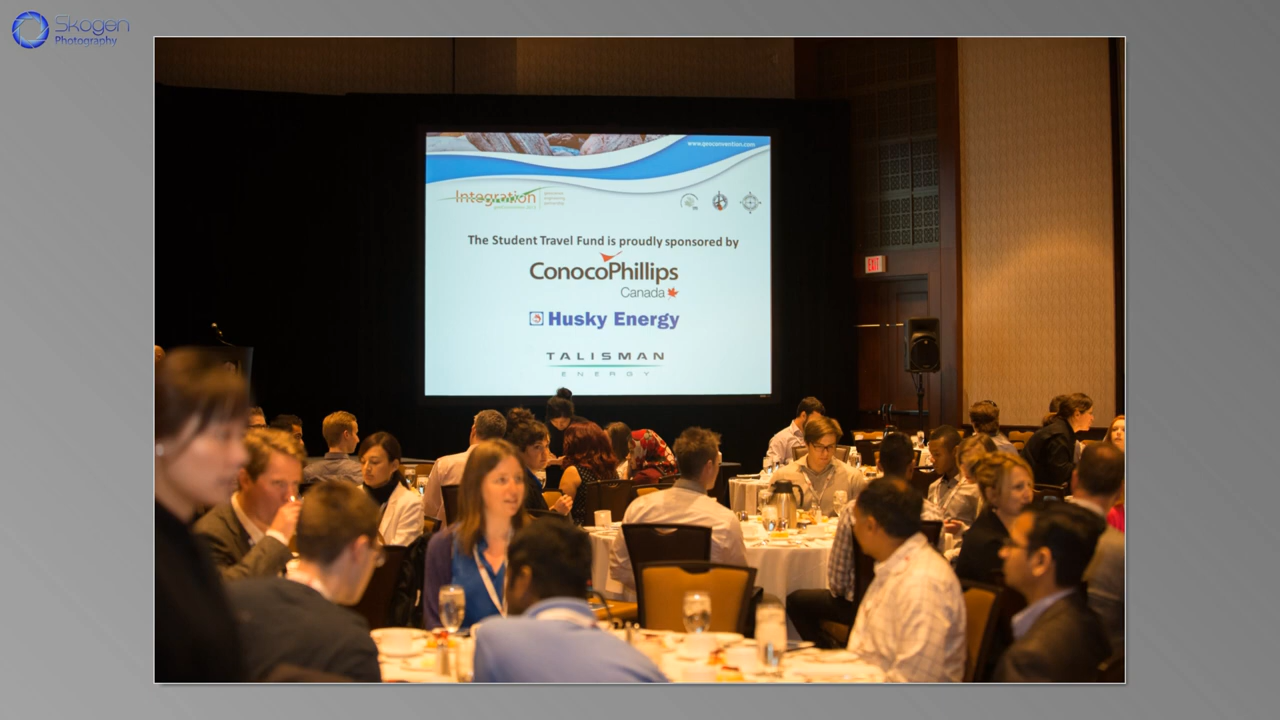 Skogen
Photography
www.geoconvention.com
Integration
The Student Travel Fund is proudly sponsored by
ConocoPhillips
Canada
EXIT
Husky Energy
TALISMAN
ENERGY